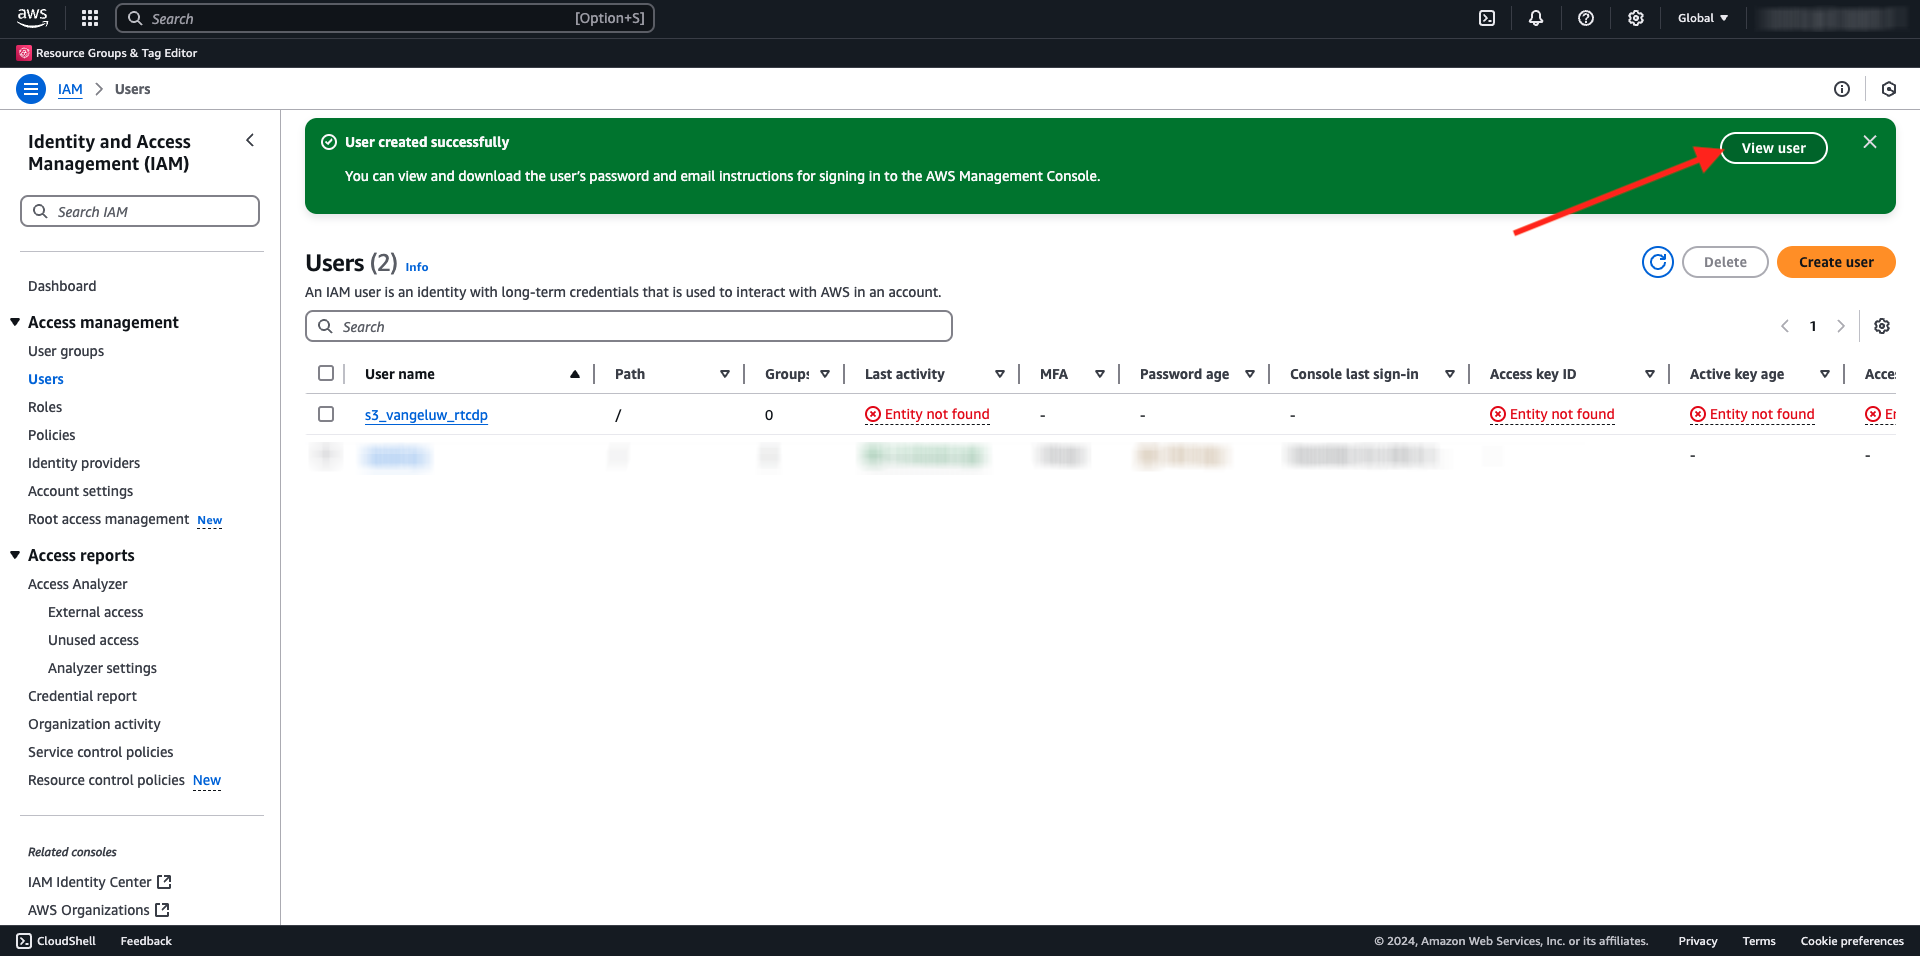 aws
Search [Option+S]
Global
Resource Groups & Tag Editor
IAM > Users
Identity and Access
Management (IAM)
Search IAM
Dashboard
Access management
User groups
Users
Roles
Policies
Identity providers
Account settings
Root access management New
Access reports
Access Analyzer
External access
Unused access
Analyzer settings
Credential report
Organization activity
Service control policies
Resource control policies New
Related consoles
IAM Identity Center
AWS Organizations
User created successfully
View user
You can view and download the user's password and email instructions for signing in to the AWS Management Console.
Users (2) Info
Delete
Create user
An IAM user is an identity with long-term credentials that is used to interact with AWS in an account.
Search
1
User name Path Groups Last activity MFA Password age Console last sign-in Access key ID Active key age
s3_vangeluw_rtcdp / 0 Entity not found - - - Entity not found Entity not found
- -
CloudShell Feedback
© 2024, Amazon Web Services, Inc. or its affiliates. Privacy Terms Cookie preferences